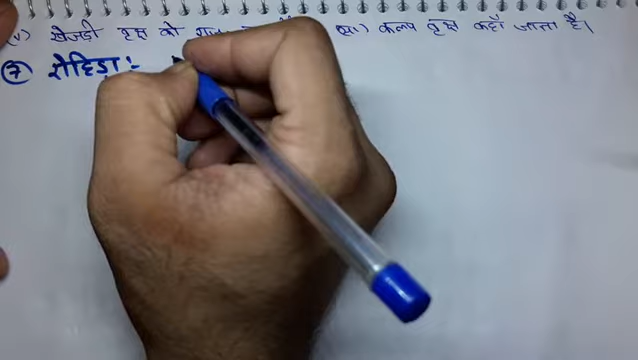 (v) खेजड़ी वृक्ष को का कल्प वृक्ष कहाँ जाता है।
(7) रोहिड़ा :-